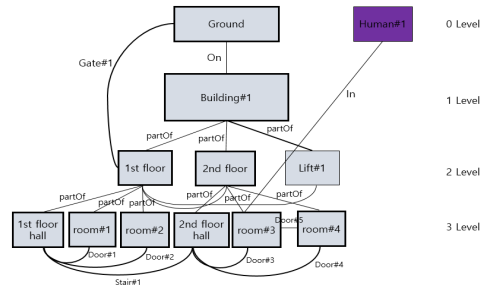 Ground
Human#1
0 Level
Gate#1
On
Building#1
In
1 Level
partOf
partOf
partOf
1st floor
2nd floor
Lift#1
2 Level
partOf
partOf
partOf
partOf
partOf
partOf
1st floor
hall
room#1
room#2
2nd floor
hall
room#3
Door#5
room#4
3 Level
Door#1
Door#2
Door#3
Door#4
Stair#1